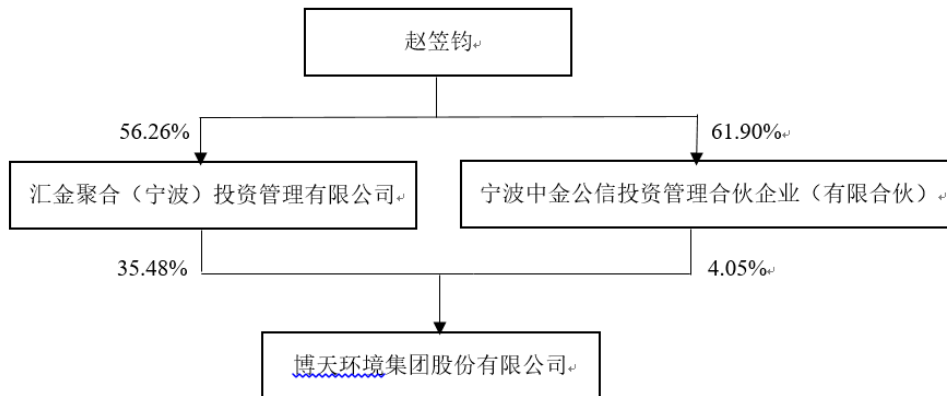 赵笠钧
56.26%
61.90%
汇金聚合（宁波）投资管理有限公司
宁波中金公信投资管理合伙企业（有限合伙）
35.48%
4.05%
博天环境集团股份有限公司